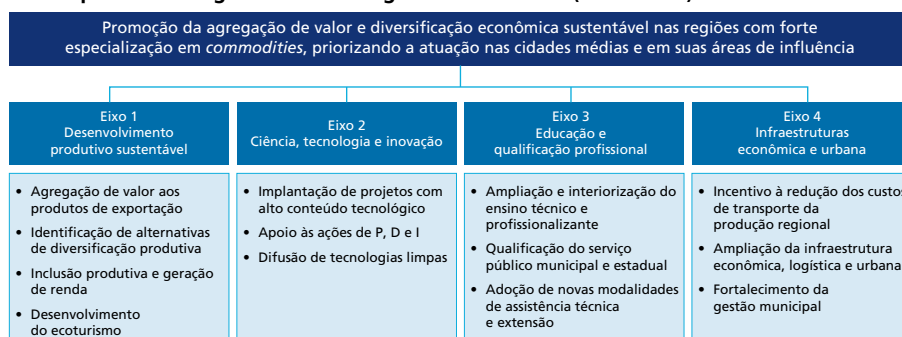 Promoção da agregação de valor e diversificação econômica sustentável nas regiões com forte
especialização em commodities, priorizando a atuação nas cidades médias e em suas áreas de influência
Eixo 1
Desenvolvimento
produtivo sustentável
• Agregação de valor aos
produtos de exportação
• Identificação de alternativas
de diversificação produtiva
• Inclusão produtiva e geração
de renda
• Desenvolvimento
do ecoturismo
Eixo 2
Ciência, tecnologia e inovação
• Implantação de projetos com
alto conteúdo tecnológico
• Apoio às ações de P, D e I
• Difusão de tecnologias limpas
Eixo 3
Educação e
qualificação profissional
• Ampliação e interiorização do
ensino técnico e
profissionalizante
• Qualificação do serviço
público municipal e estadual
• Adoção de novas modalidades
de assistência técnica
e extensão
Eixo 4
Infraestruturas
econômica e urbana
• Incentivo à redução dos custos
de transporte da
produção regional
• Ampliação da infraestrutura
econômica, logística e urbana
• Fortalecimento da
gestão municipal